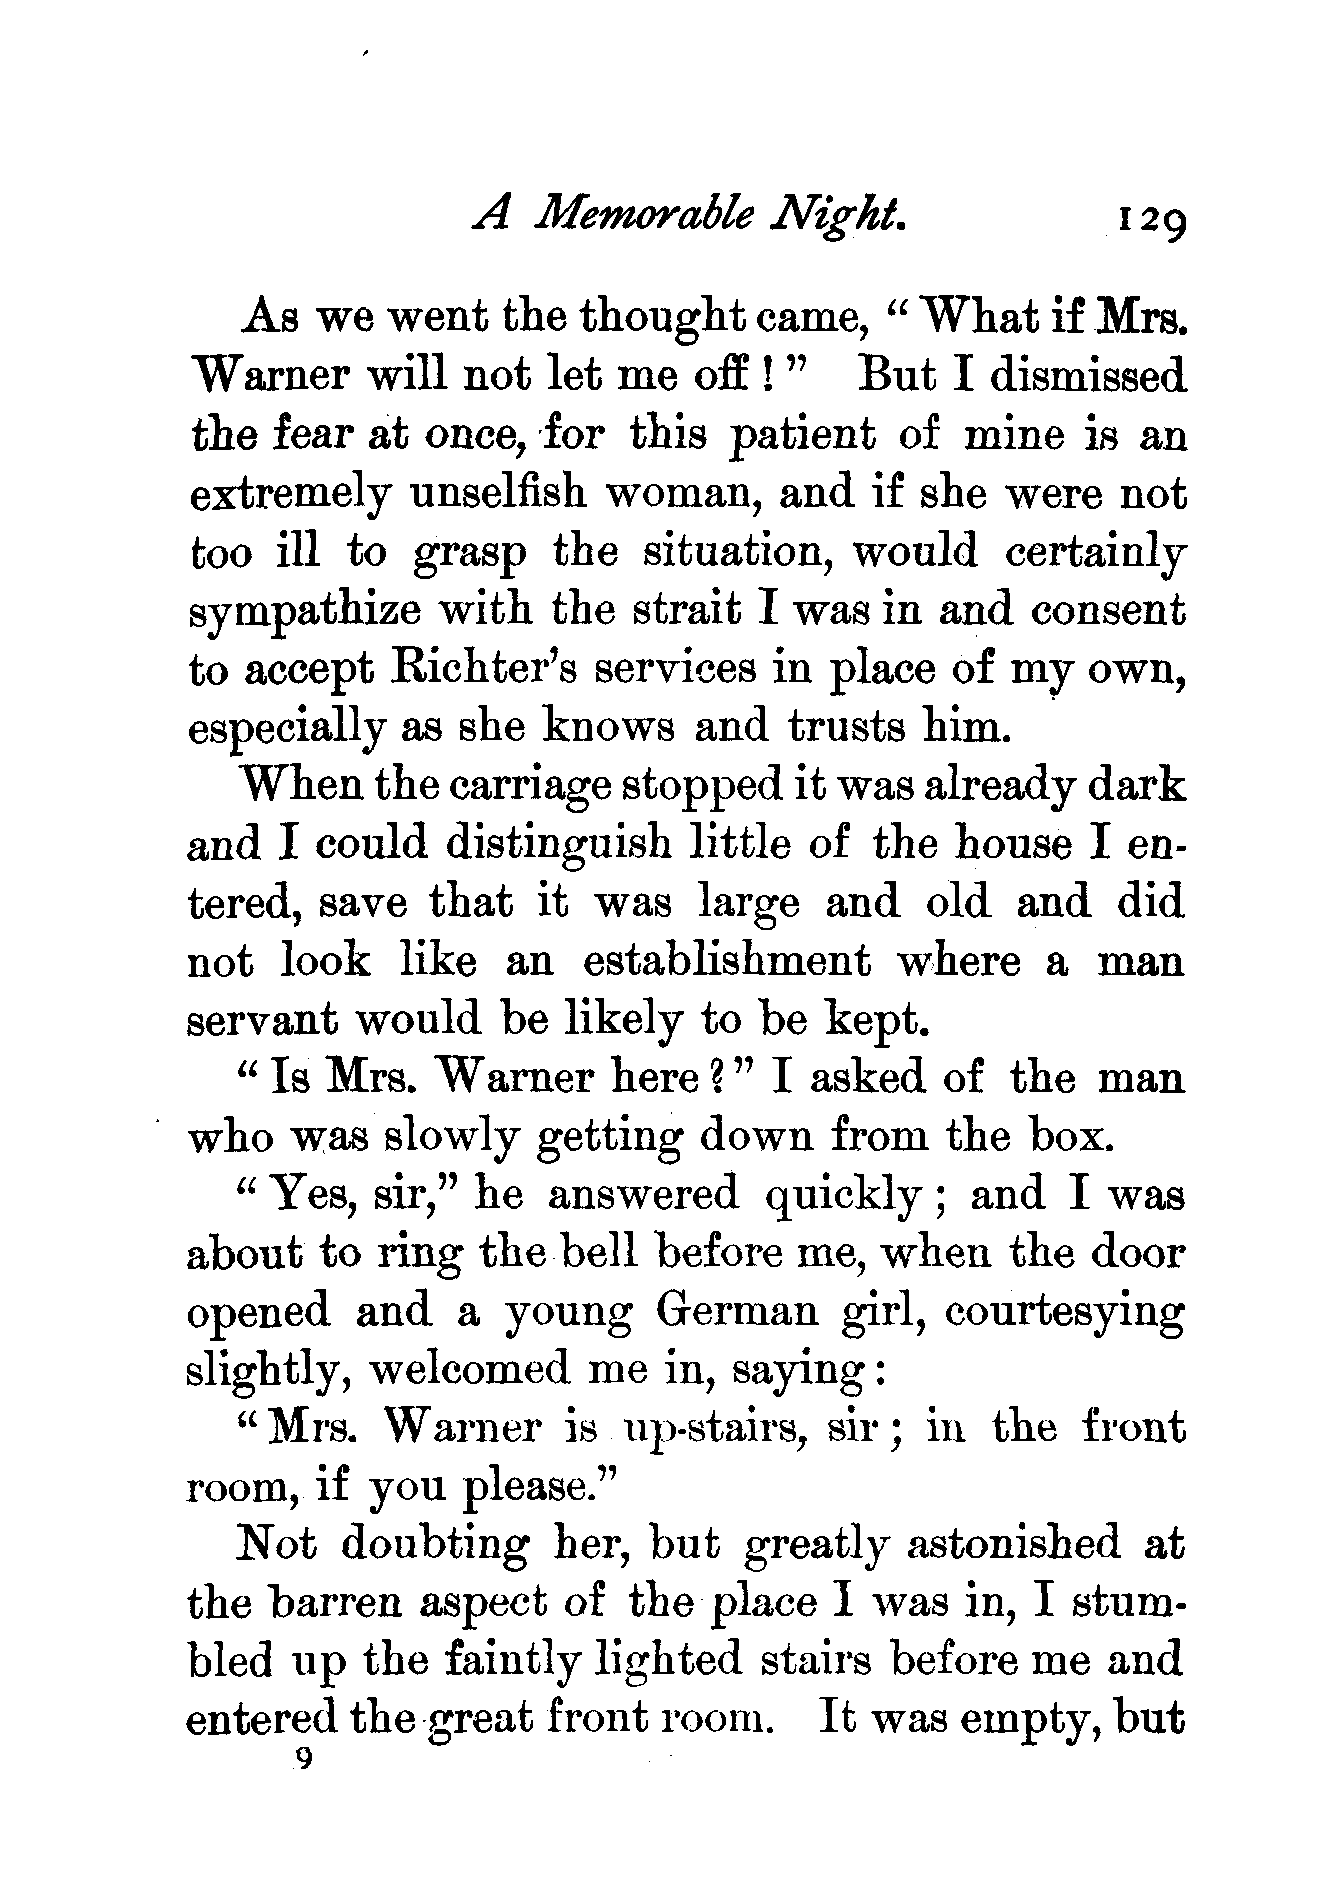 A Memorable Night. 129
As we went the thought came, “ What if Mrs.
Warner will not let me off ! ” But I dismissed
the fear at once, for this patient of mine is an
extremely unselfish woman, and if she were not
too ill to grasp the situation, would certainly
sympathize with the strait I was in and consent
to accept Richter’s services in place of my own,
especially as she knows and trusts him.
When the carriage stopped it was already dark
and I could distinguish little of the house I en-
tered, save that it was large and old and did
not look like an establishment where a man
servant would be likely to be kept.
“ Is Mrs. Warner here ? ” I asked of the man
who was slowly getting down from the box.
“ Yes, sir,” he answered quickly ; and I was
about to ring the bell before me, when the door
opened and a young German girl, courtesying
slightly, welcomed me in, saying :
“ Mrs. Warner is up-stairs, sir ; in the front
room, if you please.”
Not doubting her, but greatly astonished at
the barren aspect of the place I was in, I stum-
bled up the faintly lighted stairs before me and
entered the great front room. It was empty, but
9